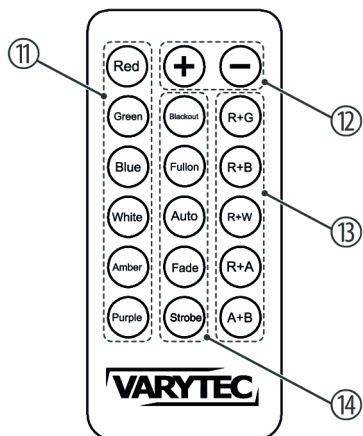 ⑪
Red + −
Green Blackout R+G
⑫
Blue Fullon R+B
White Auto R+W
⑬
Amber Fade R+A
Purple Strobe A+B
VARYTEC
⑭